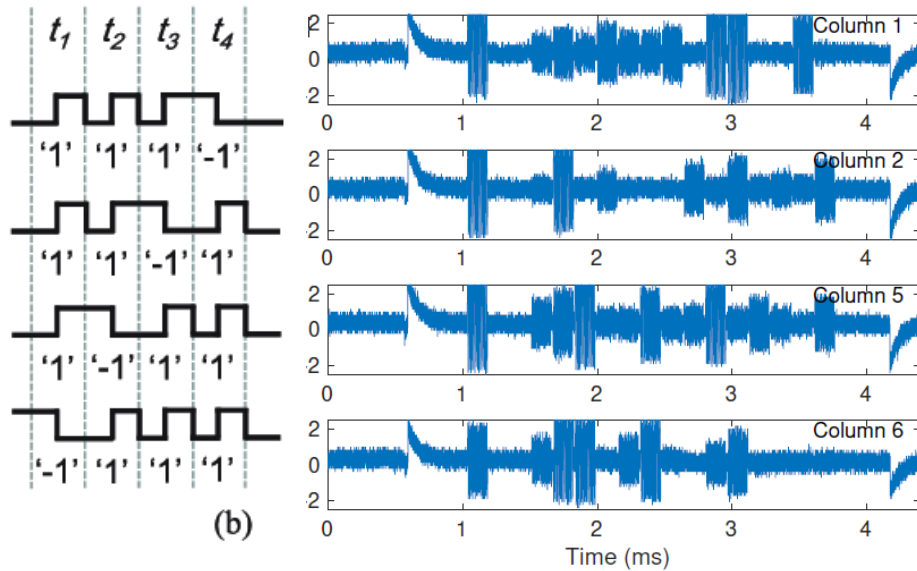 t1 t2 t3 t4
‘1’ ‘1’ ‘1’ ‘-1’
‘1’ ‘1’ ‘-1’ ‘1’
‘1’ ‘-1’ ‘1’ ‘1’
‘-1’ ‘1’ ‘1’ ‘1’
(b)
Column 1
2
0
-2
0 1 2 3 4
Column 2
2
0
-2
0 1 2 3 4
Column 5
2
0
-2
0 1 2 3 4
Column 6
2
0
-2
0 1 2 3 4
Time (ms)